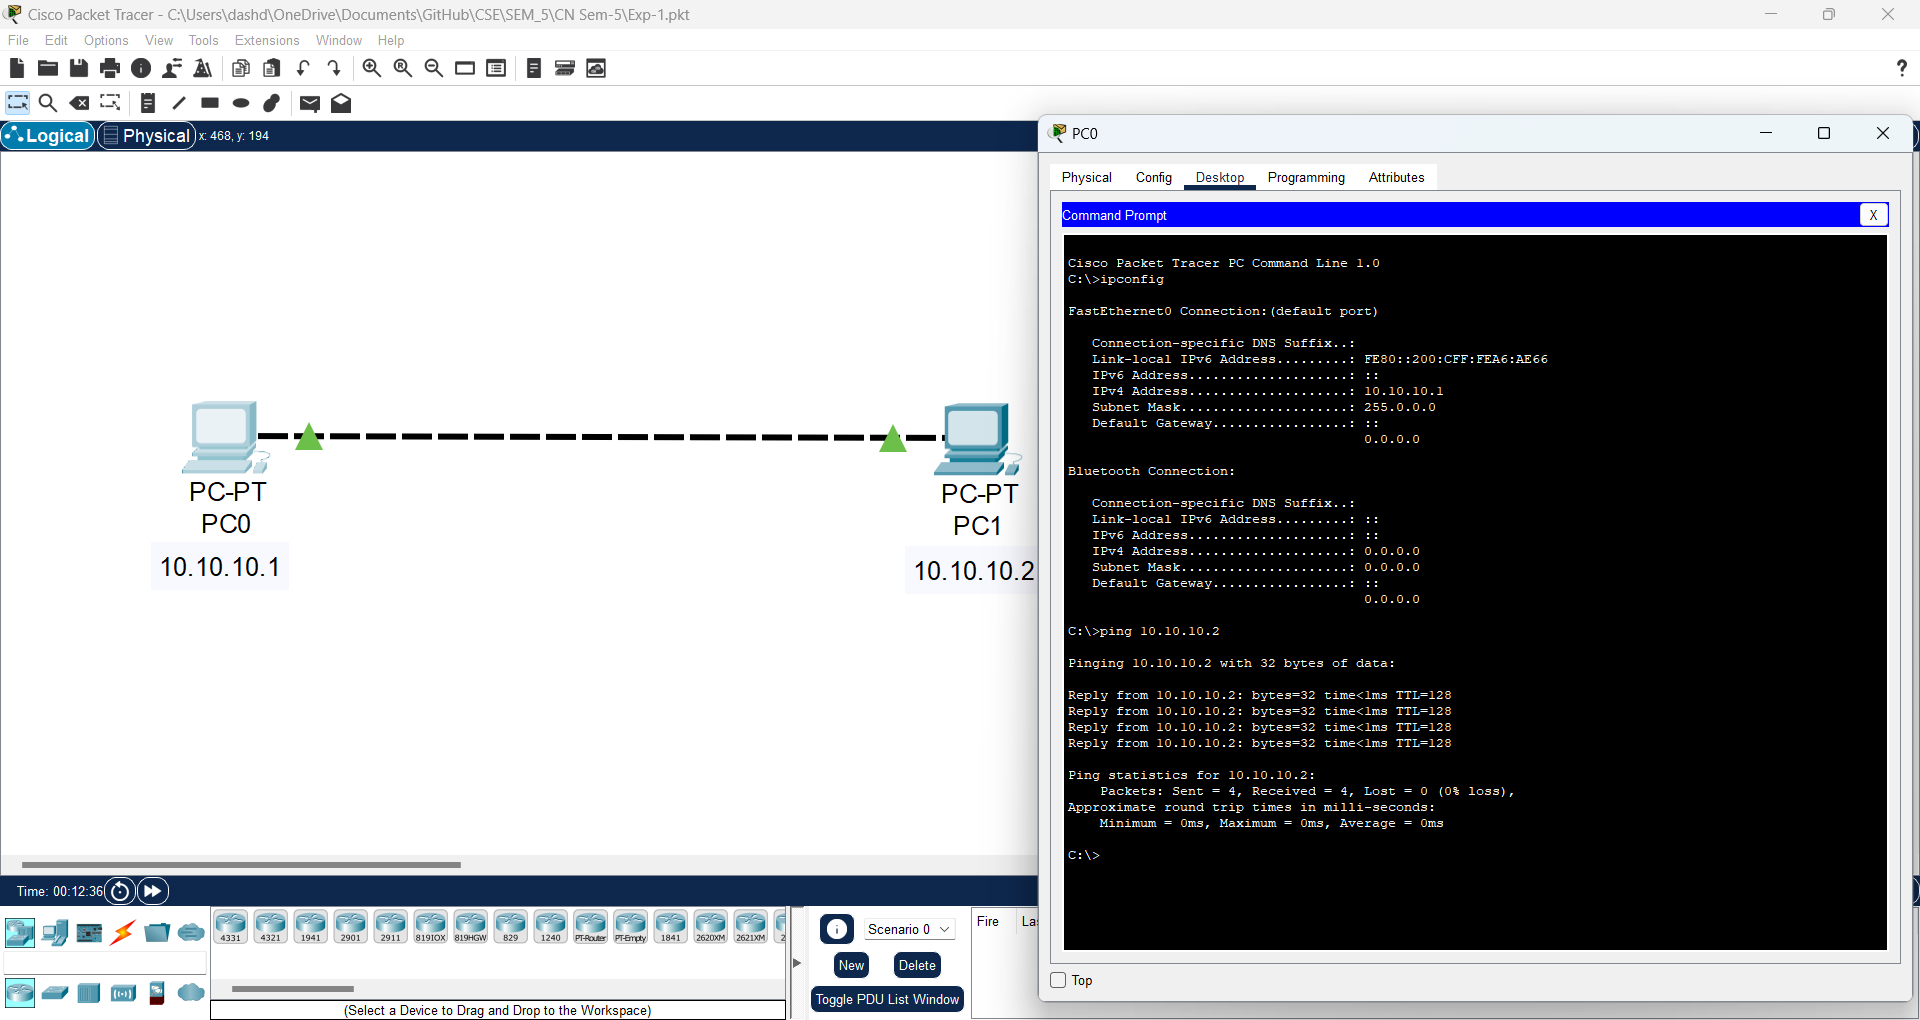 Cisco Packet Tracer - C:\Users\dashd\OneDrive\Documents\GitHub\CSE\SEM_5\CN Sem-5\Exp-1.pkt
File Edit Options View Tools Extensions Window Help
Logical Physical x: 468, y: 194
PC-PT
PC0
10.10.10.1
PC-PT
PC1
10.10.10.2
PC0
Physical Config Desktop Programming Attributes
Command Prompt X
Cisco Packet Tracer PC Command Line 1.0
C:\>ipconfig
FastEthernet0 Connection:(default port)
Connection-specific DNS Suffix..:
Link-local IPv6 Address.........: FE80::200:CFF:FEA6:AE66
IPv6 Address....................: ::
IPv4 Address....................: 10.10.10.1
Subnet Mask.....................: 255.0.0.0
Default Gateway.................: ::
0.0.0.0
Bluetooth Connection:
Connection-specific DNS Suffix..:
Link-local IPv6 Address.........: ::
IPv6 Address....................: ::
IPv4 Address....................: 0.0.0.0
Subnet Mask.....................: 0.0.0.0
Default Gateway.................: ::
0.0.0.0
C:\>ping 10.10.10.2
Pinging 10.10.10.2 with 32 bytes of data:
Reply from 10.10.10.2: bytes=32 time<1ms TTL=128
Reply from 10.10.10.2: bytes=32 time<1ms TTL=128
Reply from 10.10.10.2: bytes=32 time<1ms TTL=128
Reply from 10.10.10.2: bytes=32 time<1ms TTL=128
Ping statistics for 10.10.10.2:
Packets: Sent = 4, Received = 4, Lost = 0 (0% loss),
Approximate round trip times in milli-seconds:
Minimum = 0ms, Maximum = 0ms, Average = 0ms
C:\>
Top
Time: 00:12:36
4331 4321 1941 2901 2911 819IOX 819HGW 829 1240 PT-Router PT-Empty 1841 2620XM 2621XM 2
(Select a Device to Drag and Drop to the Workspace)
Scenario 0
New Delete
Toggle PDU List Window
Fire La